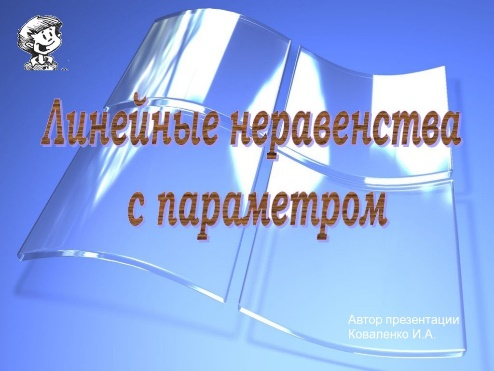 Линейные неравенства
с параметром
Автор презентации
Коваленко И.А.